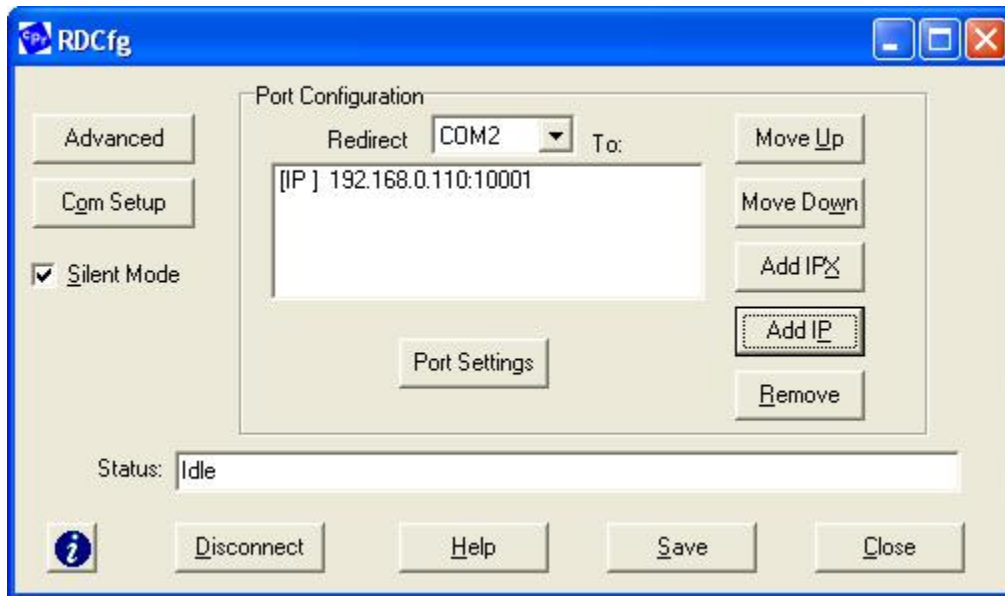 CPr RDCfg
Port Configuration
Advanced
Redirect COM2 To:
Move Up
[IP ] 192.168.0.110:10001
Com Setup
Move Down
Silent Mode
Add IPX
Add IP
Port Settings
Remove
Status: Idle
i Disconnect Help Save Close